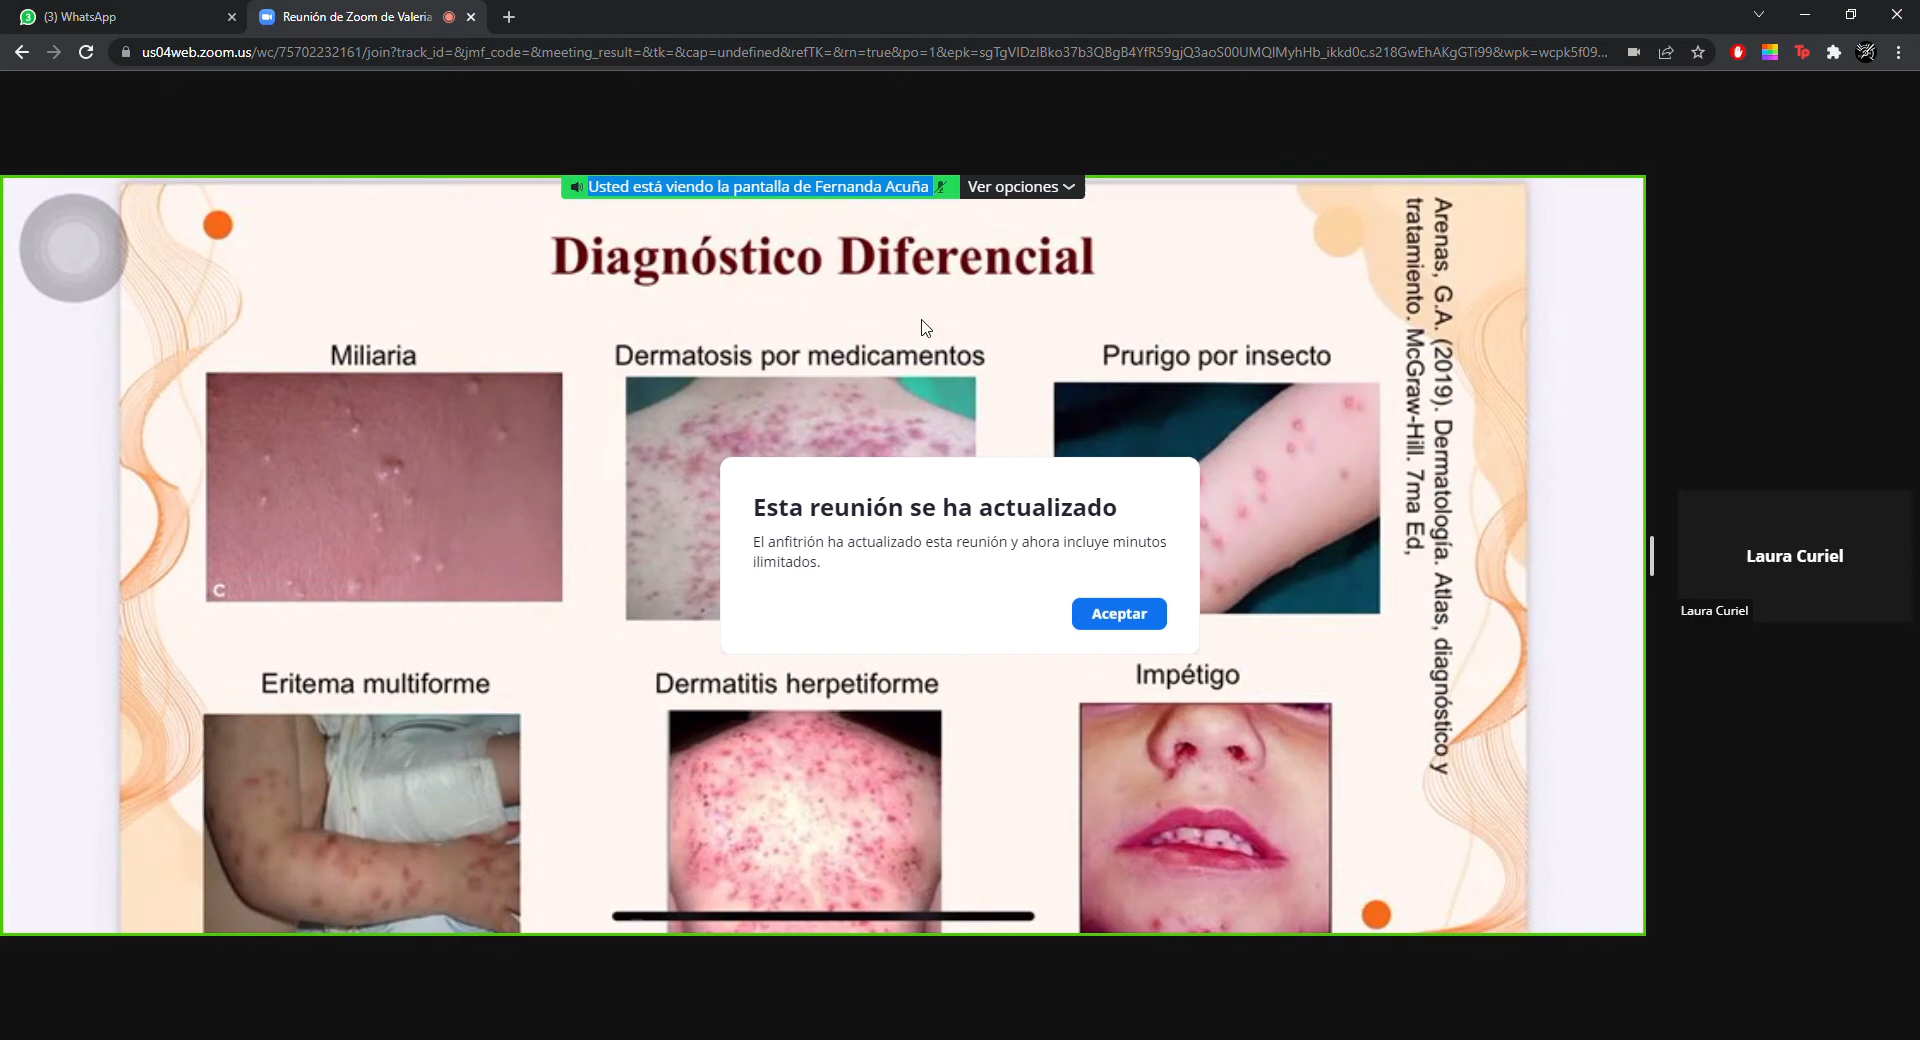 (3) WhatsApp
Reunión de Zoom de Valeria
us04web.zoom.us/wc/75702232161/join?track_id=&jmf_code=&meeting_result=&tk=&cap=undefined&refTK=&rn=true&po=1&epk=
Usted está viendo la pantalla de Fernanda Acuña
Ver opciones
Diagnóstico Diferencial
Arenas, G.A. (2019). Dermatología. Atlas, diagnóstico y
tratamiento. McGraw-Hill. 7ma Ed,
Miliaria
Dermatosis por medicamentos
Prurigo por insecto
C
Esta reunión se ha actualizado
El anfitrión ha actualizado esta reunión y ahora incluye minutos
ilimitados.
Aceptar
Eritema multiforme
Dermatitis herpetiforme
Impétigo
Laura Curiel
Laura Curiel